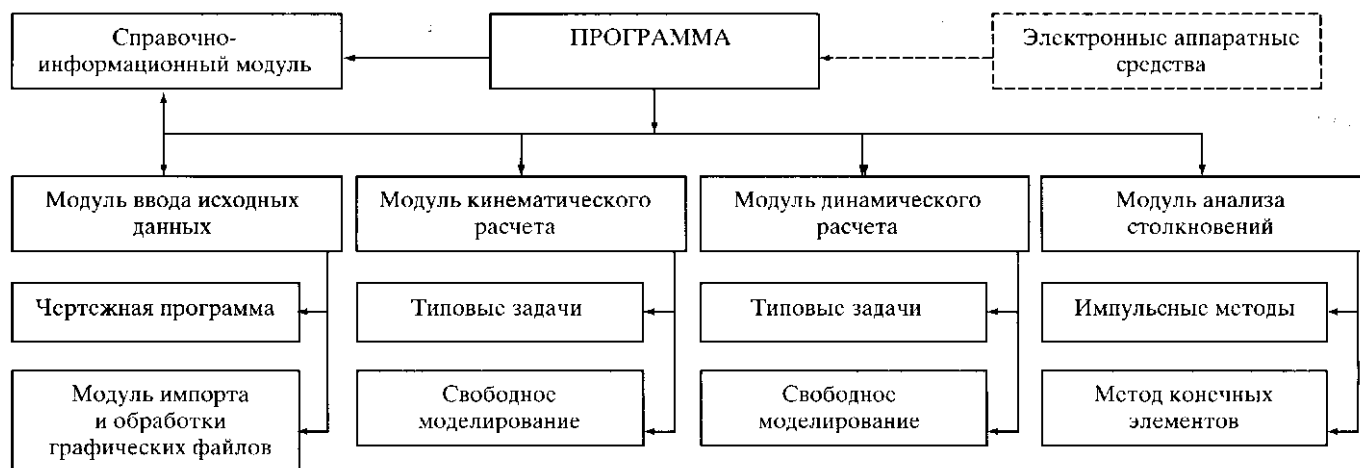 Справочно-
информационный модуль
ПРОГРАММА
Электронные аппаратные
средства
Модуль ввода исходных
данных
Модуль кинематического
расчета
Модуль динамического
расчета
Модуль анализа
столкновений
Чертежная программа
Типовые задачи
Типовые задачи
Импульсные методы
Модуль импорта
и обработки
графических файлов
Свободное
моделирование
Свободное
моделирование
Метод конечных
элементов